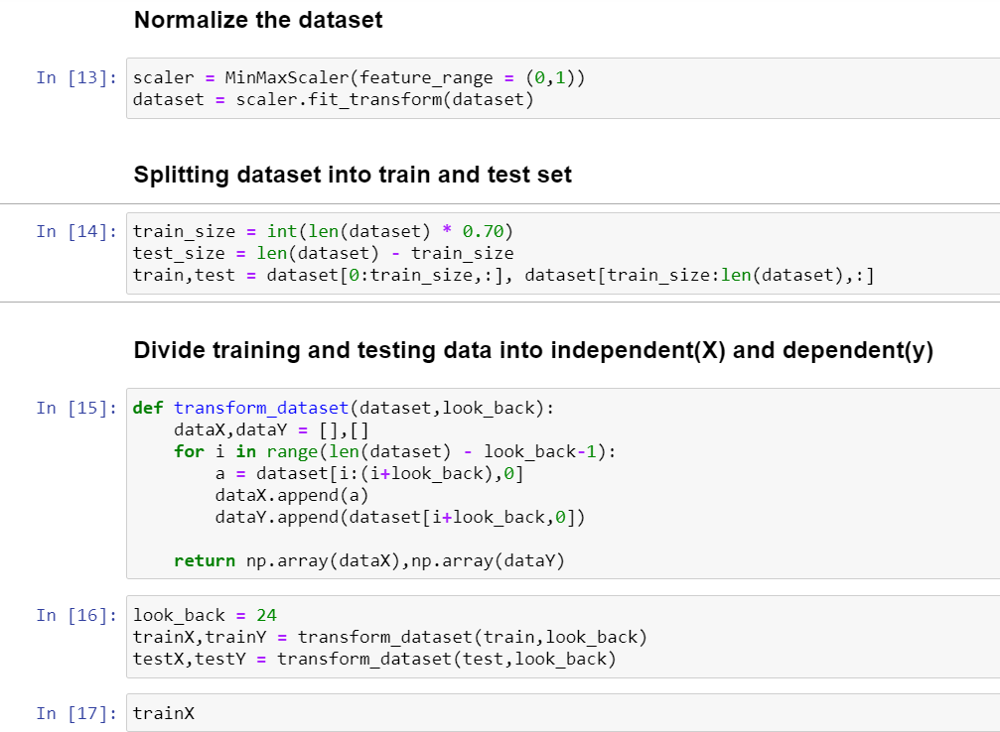 Normalize the dataset
In [13]: scaler = MinMaxScaler(feature_range = (0,1))
dataset = scaler.fit_transform(dataset)
Splitting dataset into train and test set
In [14]: train_size = int(len(dataset) * 0.70)
test_size = len(dataset) - train_size
train,test = dataset[0:train_size,:], dataset[train_size:len(dataset),:]
Divide training and testing data into independent(X) and dependent(y)
In [15]: def transform_dataset(dataset,look_back):
    dataX,dataY = [],[]
    for i in range(len(dataset) - look_back-1):
        a = dataset[i:(i+look_back),0]
        dataX.append(a)
        dataY.append(dataset[i+look_back,0])
    return np.array(dataX),np.array(dataY)
In [16]: look_back = 24
trainX,trainY = transform_dataset(train,look_back)
testX,testY = transform_dataset(test,look_back)
In [17]: trainX